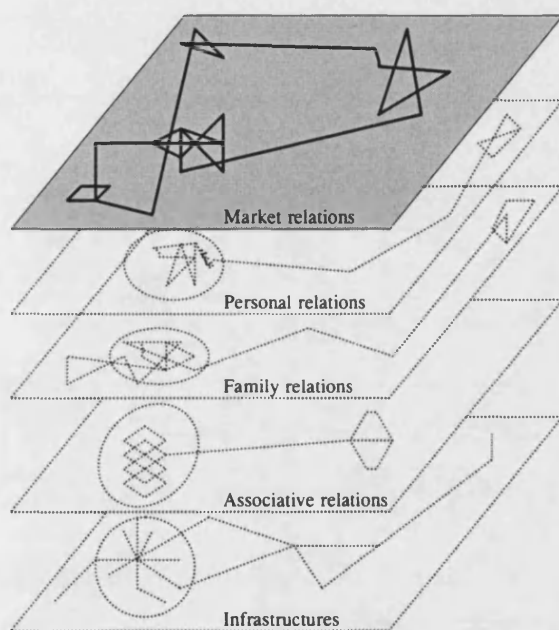 Market relations
Personal relations
Family relations
Associative relations
Infrastructures